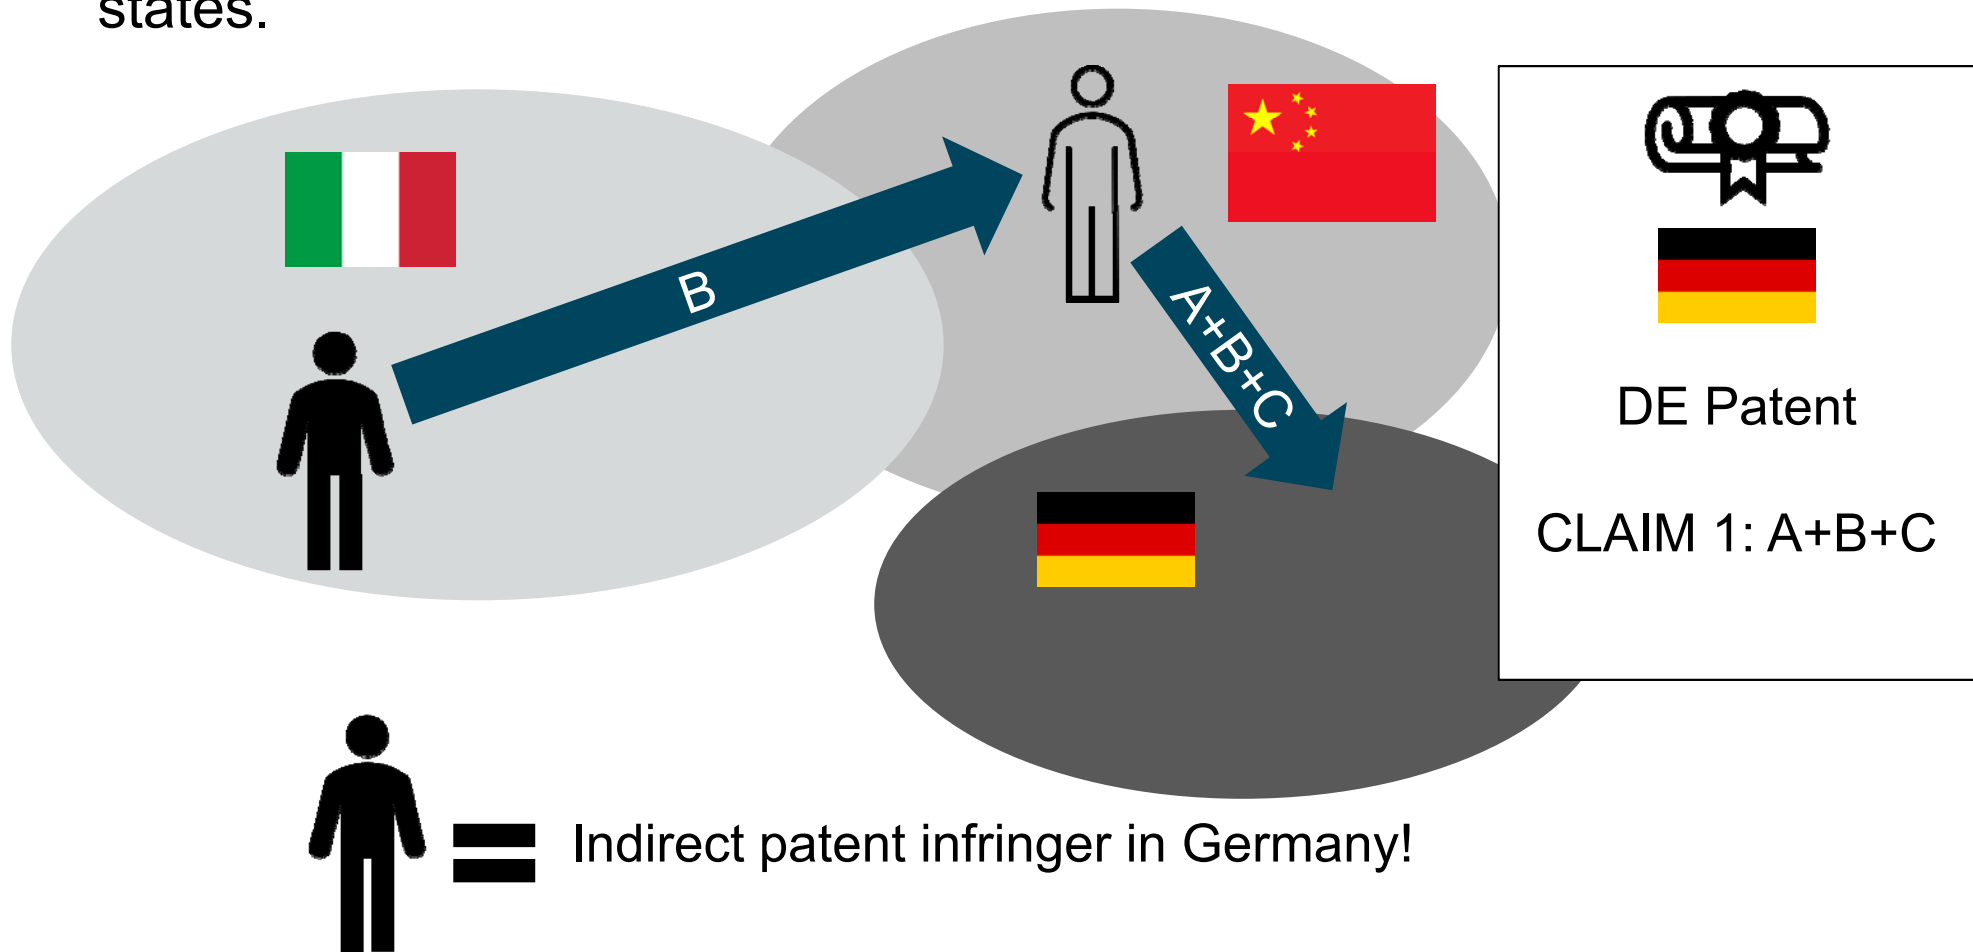 states.
B
A+B+C
DE Patent
CLAIM 1: A+B+C
Indirect patent infringer in Germany!